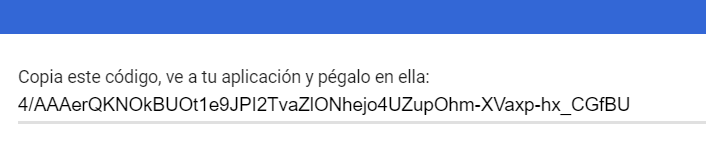 Copia este código, ve a tu aplicación y pégalo en ella:
4/AAAerQKNOkBUOt1e9JPI2TvaZlONhejo4UZupOhm-XVaxp-hx_CGfBU